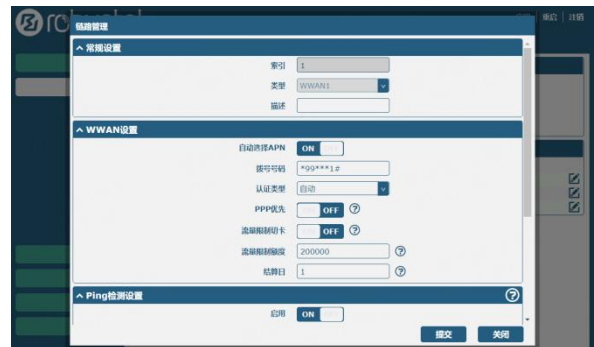 robustel
重启 | 注销
链路管理
^ 常规设置
索引 1
类型 WWAN1
描述
^ WWAN设置
自动选择APN ON
拨号号码 *99***1#
认证类型 自动
PPP优先 OFF ?
流量限制切卡 OFF ?
流量限制额度 200000 ?
结算日 1 ?
^ Ping检测设置 ?
启用 ON
提交 关闭